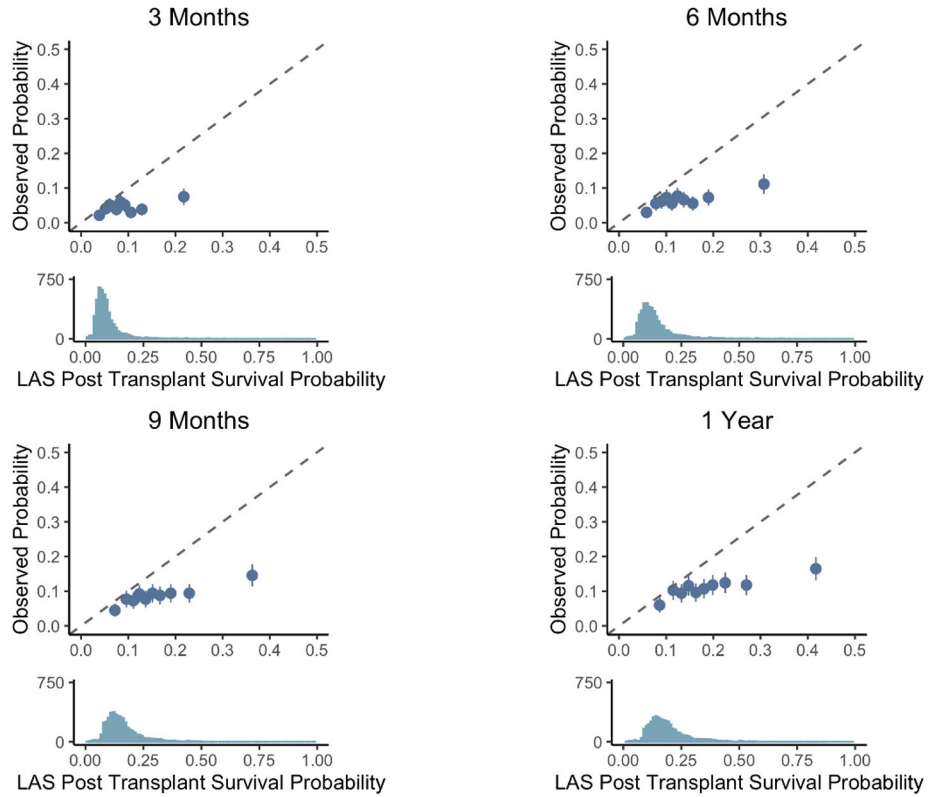 3 Months
Observed Probability
0.5
0.4
0.3
0.2
0.1
0.0
0.0 0.1 0.2 0.3 0.4 0.5
750
0
0.00 0.25 0.50 0.75 1.00
LAS Post Transplant Survival Probability
6 Months
Observed Probability
0.5
0.4
0.3
0.2
0.1
0.0
0.0 0.1 0.2 0.3 0.4 0.5
750
0
0.00 0.25 0.50 0.75 1.00
LAS Post Transplant Survival Probability
9 Months
Observed Probability
0.5
0.4
0.3
0.2
0.1
0.0
0.0 0.1 0.2 0.3 0.4 0.5
750
0
0.00 0.25 0.50 0.75 1.00
LAS Post Transplant Survival Probability
1 Year
Observed Probability
0.5
0.4
0.3
0.2
0.1
0.0
0.0 0.1 0.2 0.3 0.4 0.5
750
0
0.00 0.25 0.50 0.75 1.00
LAS Post Transplant Survival Probability